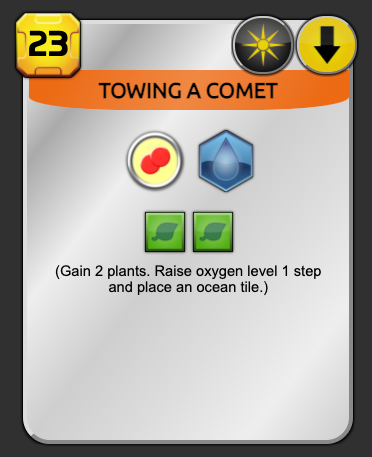 23
TOWING A COMET
(Gain 2 plants. Raise oxygen level 1 step
and place an ocean tile.)